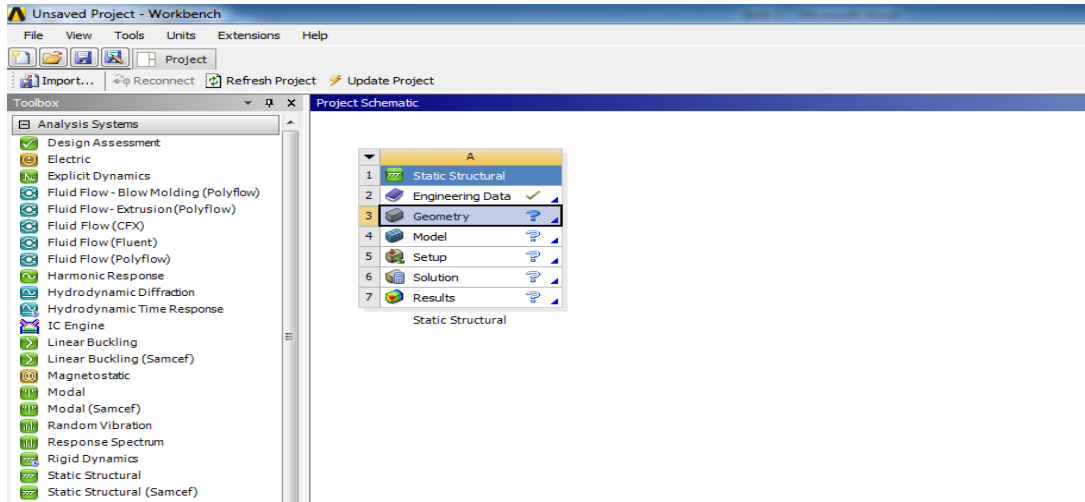 Unsaved Project - Workbench
File View Tools Units Extensions Help
Project
Import... Reconnect Refresh Project Update Project
Toolbox
Project Schematic
Analysis Systems
Design Assessment
Electric
Explicit Dynamics
Fluid Flow - Blow Molding (Polyflow)
Fluid Flow - Extrusion (Polyflow)
Fluid Flow (CFX)
Fluid Flow (Fluent)
Fluid Flow (Polyflow)
Harmonic Response
Hydrodynamic Diffraction
Hydrodynamic Time Response
IC Engine
Linear Buckling
Linear Buckling (Samcef)
Magnetostatic
Modal
Modal (Samcef)
Random Vibration
Response Spectrum
Rigid Dynamics
Static Structural
Static Structural (Samcef)
A
1 Static Structural
2 Engineering Data
3 Geometry
4 Model
5 Setup
6 Solution
7 Results
Static Structural